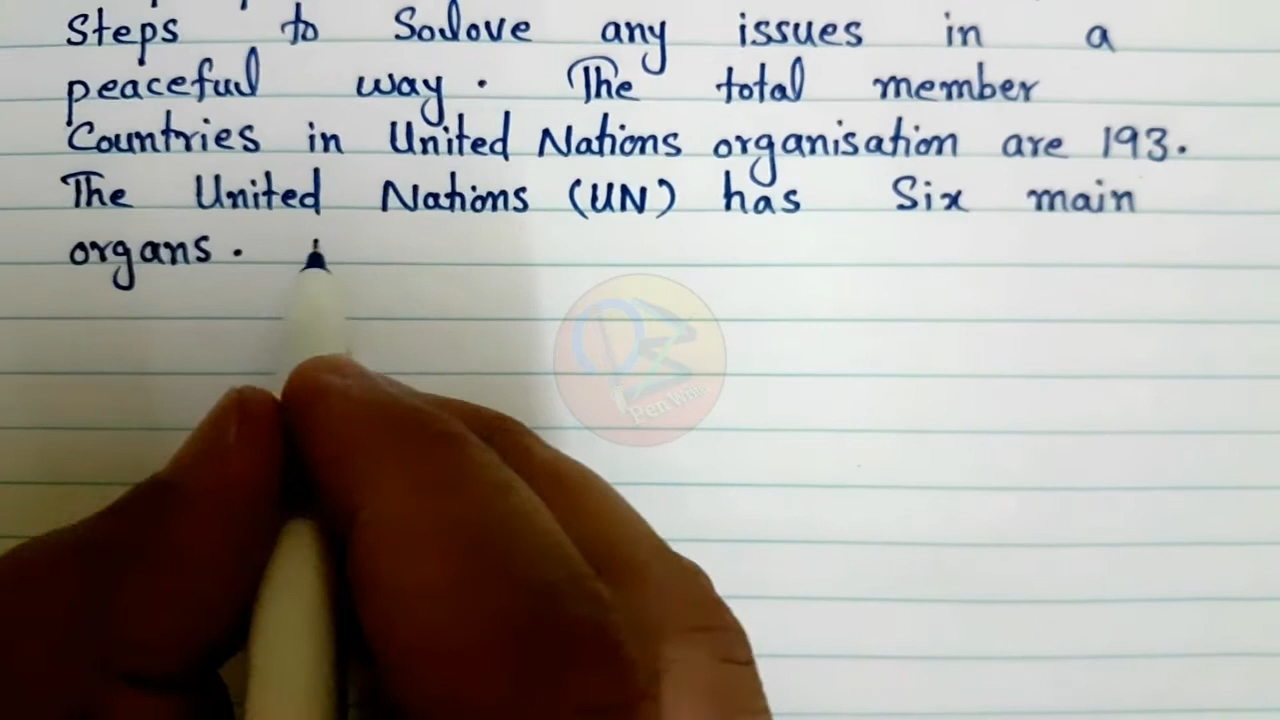 Steps to Solove any issues in a
peaceful way. The total member
Countries in United Nations organisation are 193.
The United Nations (UN) has Six main
organs.
Pen